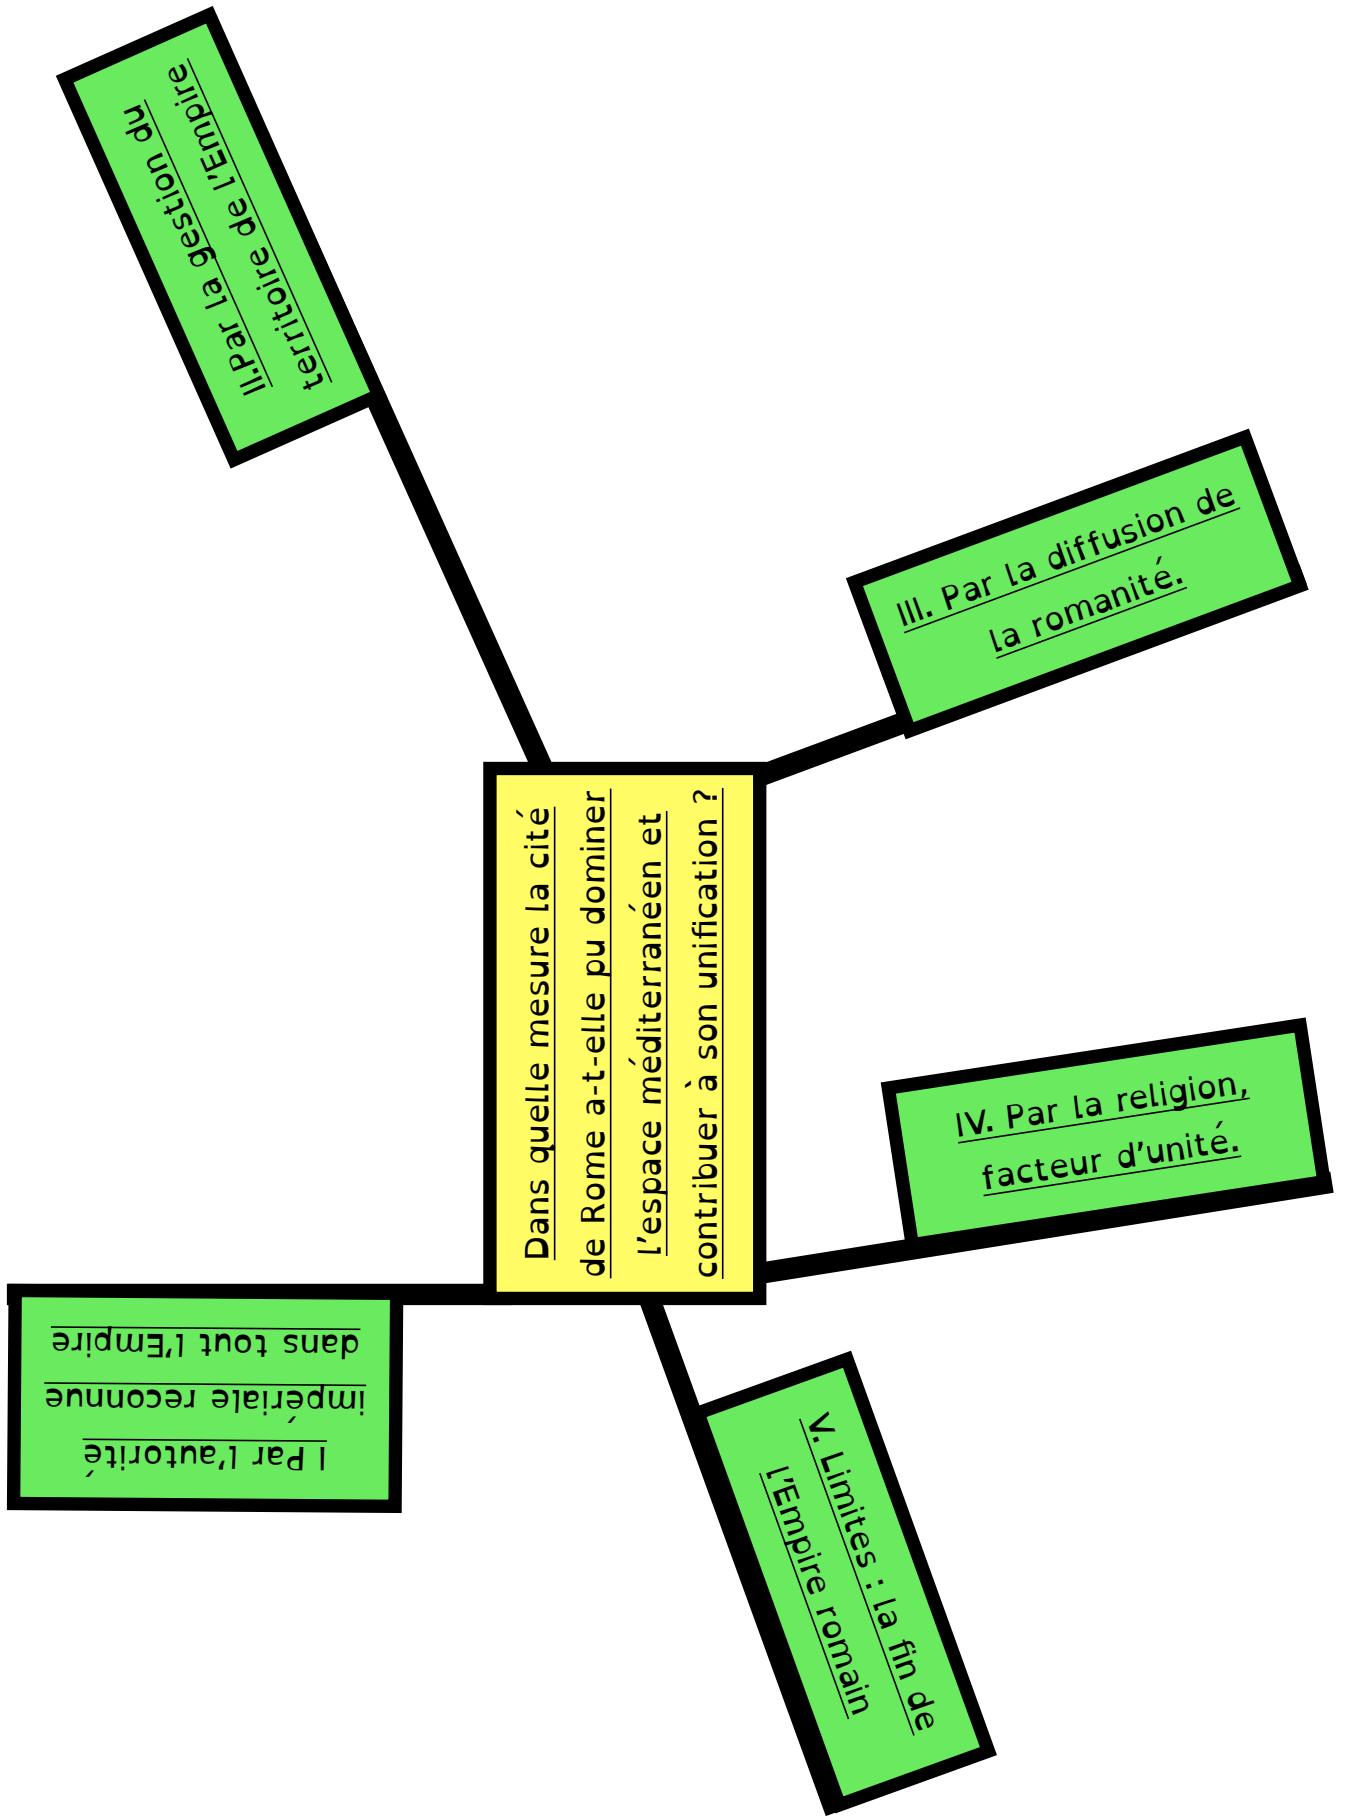 Dans quelle mesure la cité
de Rome a-t-elle pu dominer
l'espace méditerranéen et
contribuer à son unification ?
I Par l'autorité
impériale reconnue
dans tout l'Empire
II.Par la gestion du
territoire de l'Empire
III. Par la diffusion de
la romanité.
IV. Par la religion,
facteur d'unité.
V. Limites : la fin de
l'Empire romain